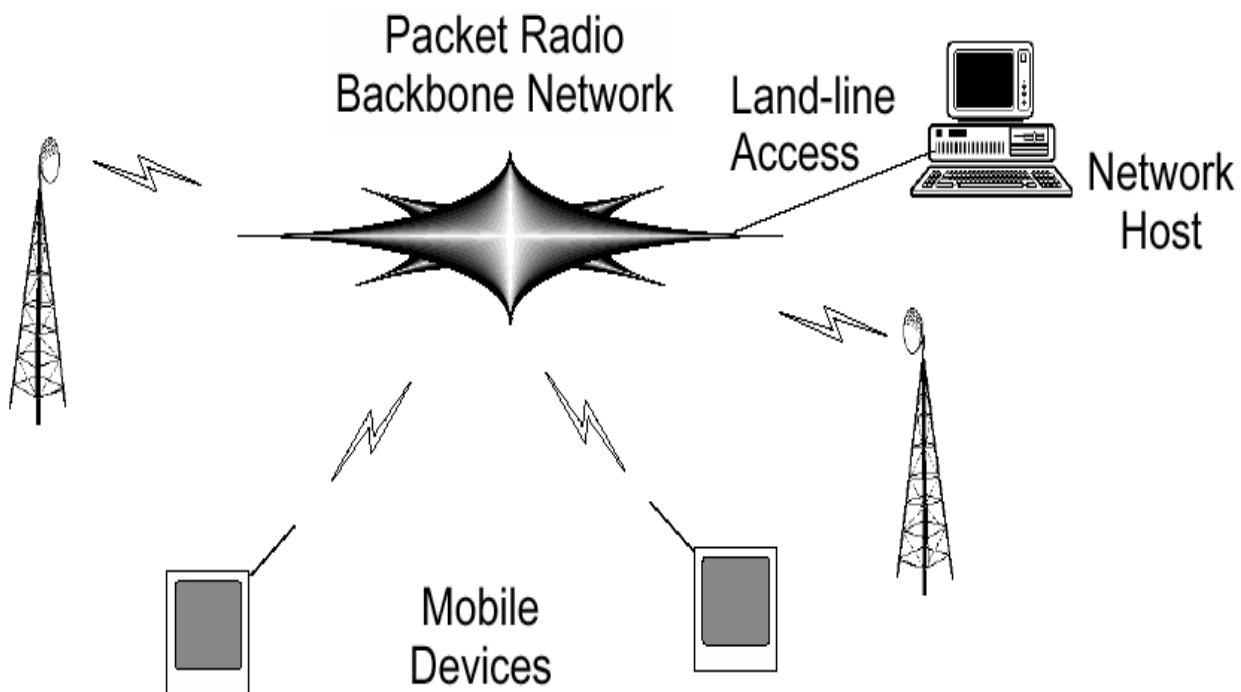 Packet Radio
Backbone Network
Land-line
Access
Network
Host
Mobile
Devices